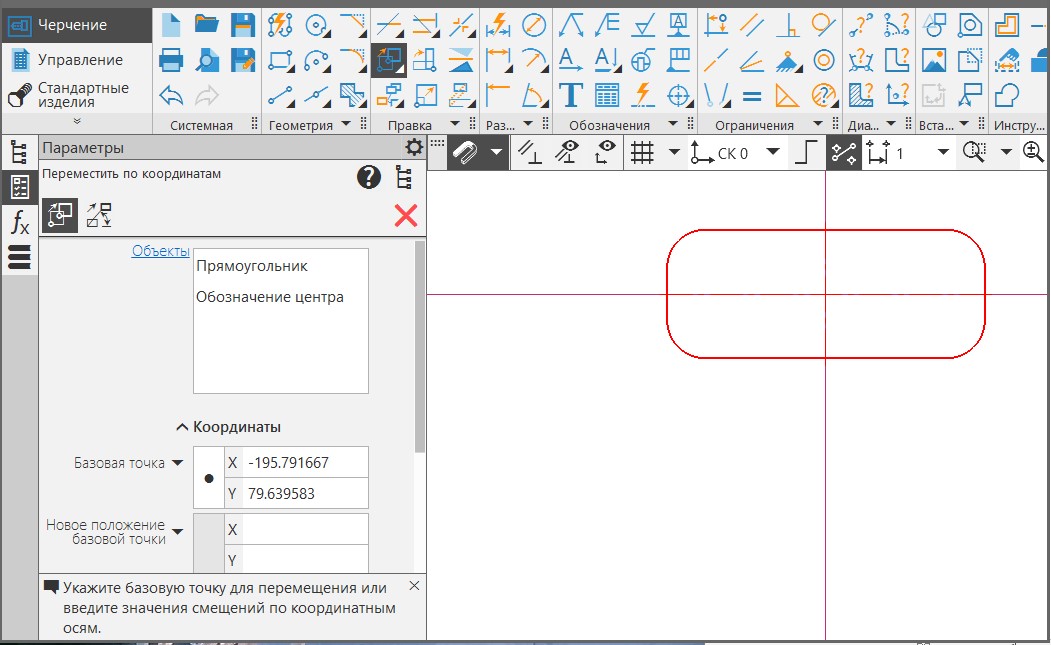 Черчение
Управление
Стандартные
изделия
Системная
Геометрия
Правка
Раз...
Обозначения
Ограничения
Диа...
Вста...
Инстру...
Параметры
СК 0
1
Переместить по координатам
fx
Объекты
Прямоугольник
Обозначение центра
Координаты
Базовая точка
X -195.791667
Y 79.639583
Новое положение
базовой точки
X
Y
Укажите базовую точку для перемещения или
введите значения смещений по координатным
осям.